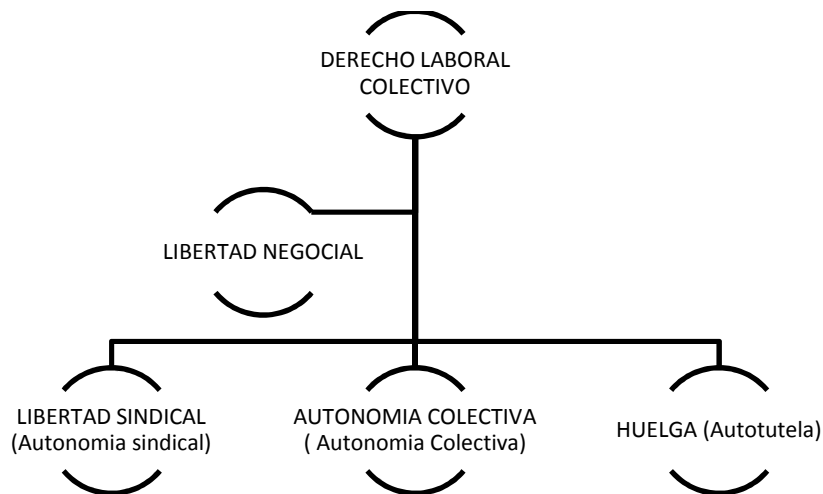 DERECHO LABORAL
COLECTIVO
LIBERTAD NEGOCIAL
LIBERTAD SINDICAL
(Autonomia sindical)
AUTONOMIA COLECTIVA
( Autonomia Colectiva)
HUELGA (Autotutela)